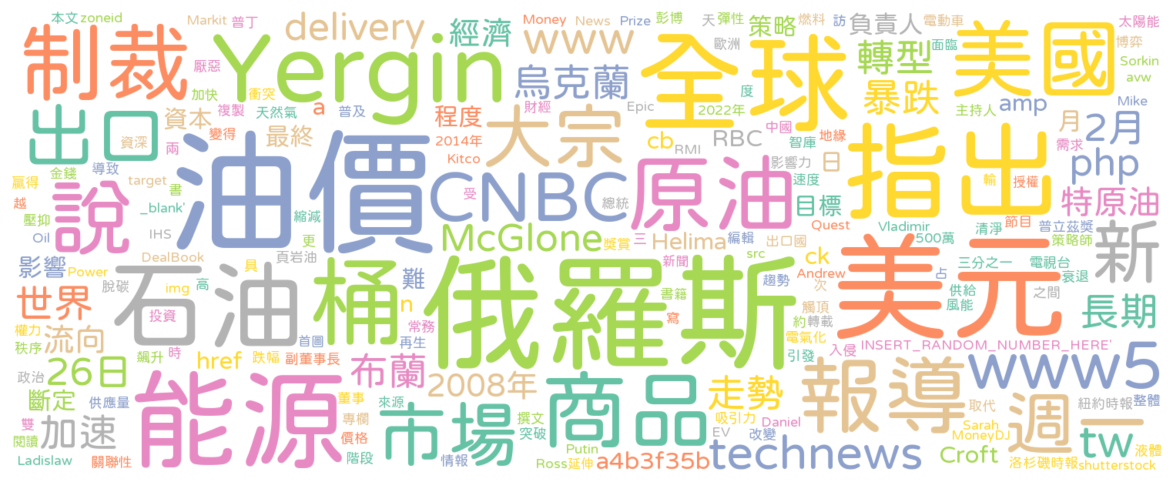 本文 zoneid Markit 普丁 delivery 經濟 Money News Prize 彭博 天 彈性 燃料 訪 電動車 太陽能
制裁 Yergin www 歐洲 策略 負責人 面臨 博弈
厭惡 加快 衝突 烏克蘭 全球 轉型 美國 Sorkin avw
複製 天然氣 普及 a 財經 Epic 2022年 度 暴跌 主持人 amp Mike
出口 資深 資本 變得 最終 2014年 程度 大宗 cb RBC 中國 智庫 地緣 月 2月 需求
兩 導致 金錢 Kitco RMI 影響力 日 速度 指出 php
贏得 target 書 油價 受 CNBC 總統 原油 目標 輸 授權 特原油
越 _blank' 縮減 Quest Vladimir 清淨 節目 普立茲獎
壓抑 說 Oil IHS 更 McGlone 獎賞 三 Helima 編輯 出口國 500萬 策略師 新
影響 Power DealBook 頁岩油 具 難 新聞 src ck Andrew 占 三分之一 電視台 衰退
脫碳 img 高 石油 桶 n 俄羅斯 趨勢 次 美元 供給 風能 之間 長期
世界 投資 書籍 寫 觸頂 約 轉載
權力 秩序 流向 時 首圖 常務 再生 電氣化 引發 入侵 INSERT_RANDOM_NUMBER_HERE'
政治 飆升 href 跌幅 副董事長 布蘭 www5
26日 能源 董事 2008年 商品 走勢 報導 整體
斷定 供應量 來源 專欄 撰文 吸引力 取代 紐約時報
雙 加速 價格 市場 突破 EV 改變 Daniel Sarah 週一 tw
閱讀 階段 情報 Putin technews MoneyDJ 液體
Ladislaw 關聯性 Ross 延伸 a4b3f35b Croft 洛杉磯時報 shutterstock